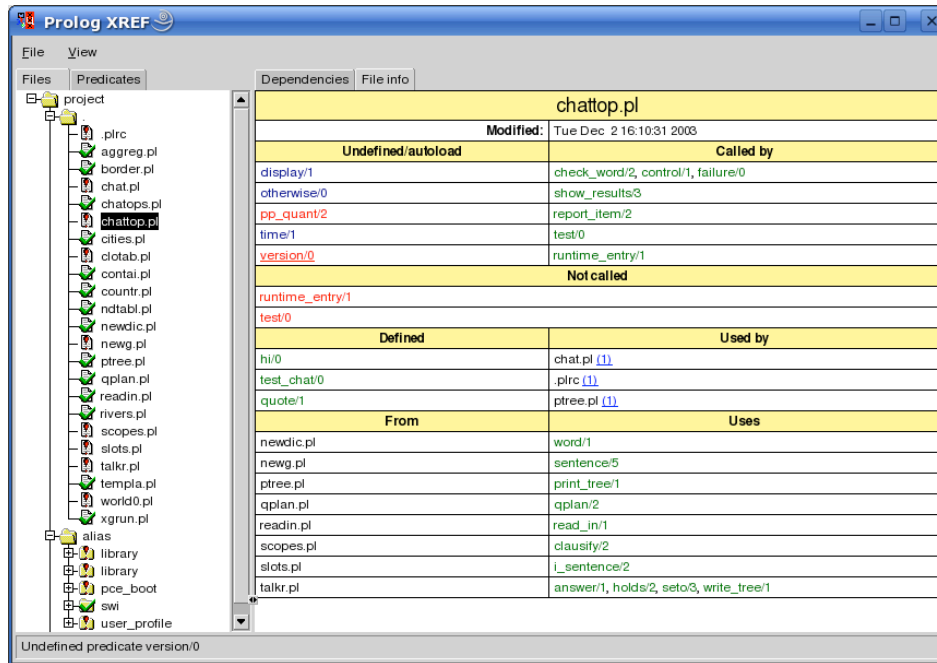 Prolog XREF
File View
Files Predicates
project
.
.plrc
aggreg.pl
border.pl
chat.pl
chatops.pl
chattop.pl
cities.pl
clotab.pl
contai.pl
countr.pl
ndtabl.pl
newdic.pl
newg.pl
ptree.pl
qplan.pl
readin.pl
rivers.pl
scopes.pl
slots.pl
talkr.pl
templa.pl
world0.pl
xgrun.pl
alias
library
library
pce_boot
swi
user_profile
Dependencies File info
chattop.pl
Modified: Tue Dec 2 16:10:31 2003
Undefined/autoload Called by
display/1 check_word/2, control/1, failure/0
otherwise/0 show_results/3
pp_quant/2 report_item/2
time/1 test/0
version/0 runtime_entry/1
Not called
runtime_entry/1
test/0
Defined Used by
hi/0 chat.pl (1)
test_chat/0 .plrc (1)
quote/1 ptree.pl (1)
From Uses
newdic.pl word/1
newg.pl sentence/5
ptree.pl print_tree/1
qplan.pl qplan/2
readin.pl read_in/1
scopes.pl clausify/2
slots.pl i_sentence/2
talkr.pl answer/1, holds/2, seto/3, write_tree/1
Undefined predicate version/0